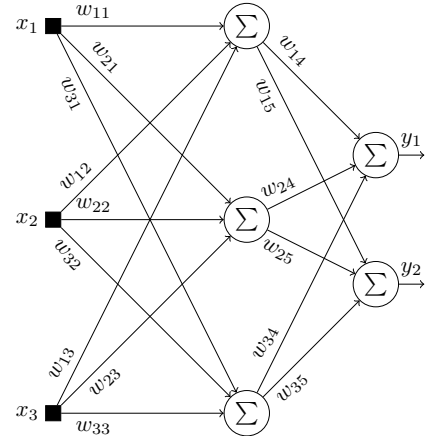 x₁ w₁₁ ∑
w₂₁ w₁₄
w₃₁ w₁₅
∑ y₁
w₁₂ w₂₄
x₂ w₂₂ ∑
w₃₂ w₂₅
∑ y₂
w₁₃ w₃₄
w₂₃ w₃₅
x₃ w₃₃ ∑